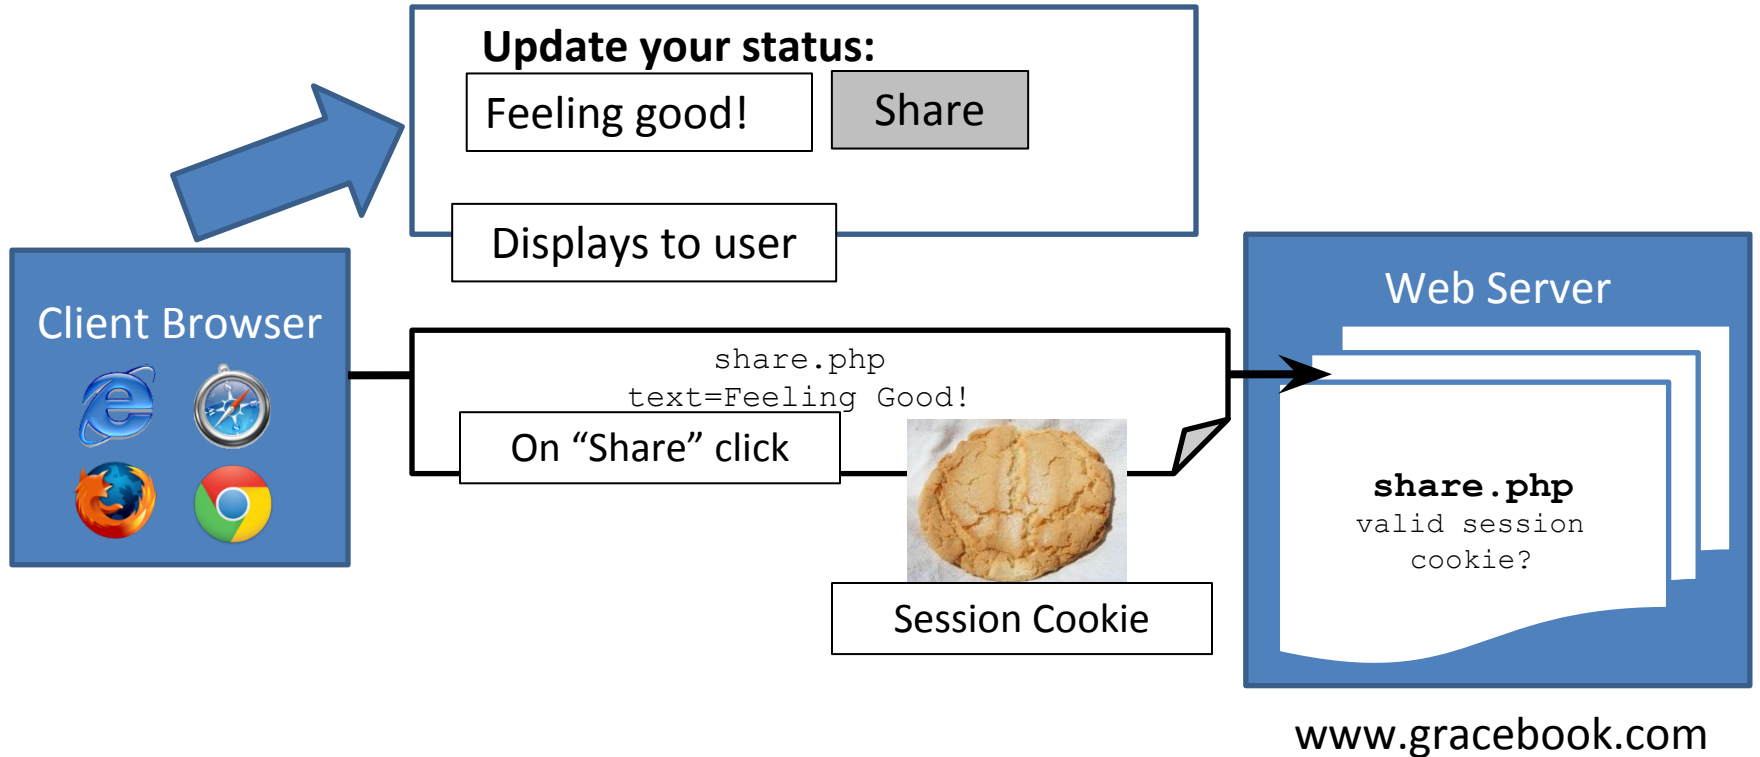 Update your status:
Feeling good!
Share
Displays to user
Client Browser
share.php
text=Feeling Good!
On “Share” click
Session Cookie
Web Server
share.php
valid session
cookie?
www.gracebook.com